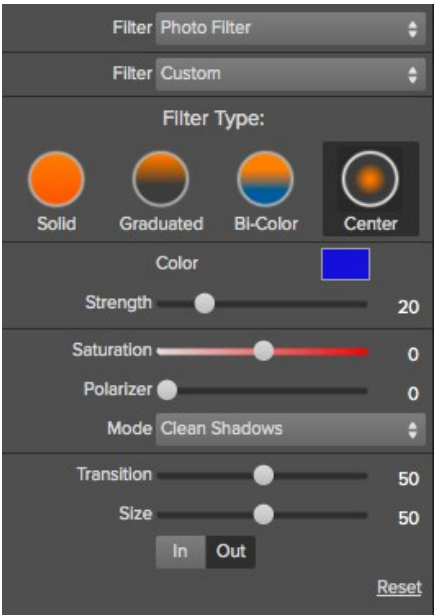 Filter Photo Filter
Filter Custom
Filter Type:
Solid Graduated Bi-Color Center
Color
Strength 20
Saturation 0
Polarizer 0
Mode Clean Shadows
Transition 50
Size 50
In Out
Reset